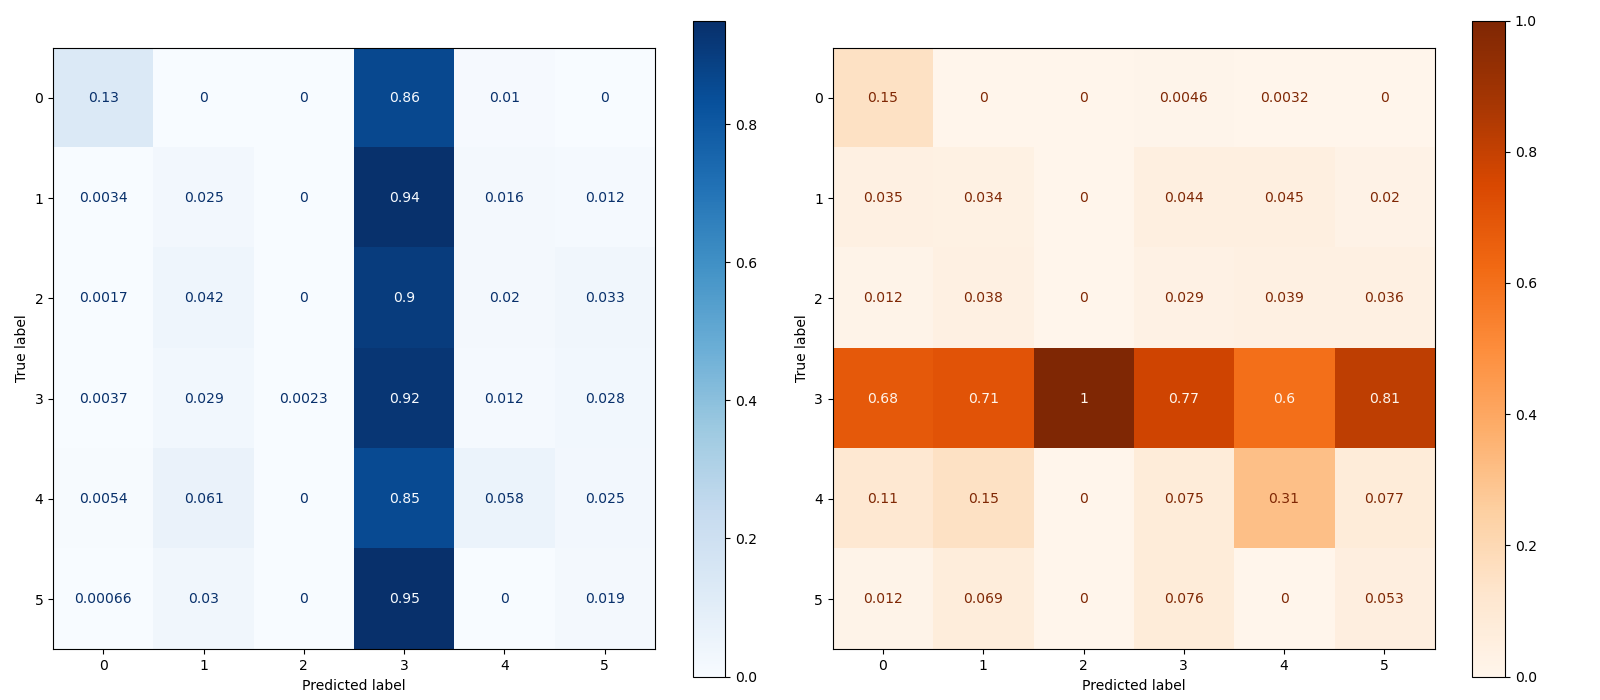 1.0
0 0.13 0 0 0.86 0.01 0 0 0.15 0 0 0.0046 0.0032 0
0.8 0.8
1 0.0034 0.025 0 0.94 0.016 0.012 1 0.035 0.034 0 0.044 0.045 0.02
0.6 0.6
2 0.0017 0.042 0 0.9 0.02 0.033 2 0.012 0.038 0 0.029 0.039 0.036
True label True label
3 0.0037 0.029 0.0023 0.92 0.012 0.028 3 0.68 0.71 1 0.77 0.6 0.81
0.4 0.4
4 0.0054 0.061 0 0.85 0.058 0.025 4 0.11 0.15 0 0.075 0.31 0.077
0.2 0.2
5 0.00066 0.03 0 0.95 0 0.019 5 0.012 0.069 0 0.076 0 0.053
0 1 2 3 4 5 0.0 0 1 2 3 4 5 0.0
Predicted label Predicted label